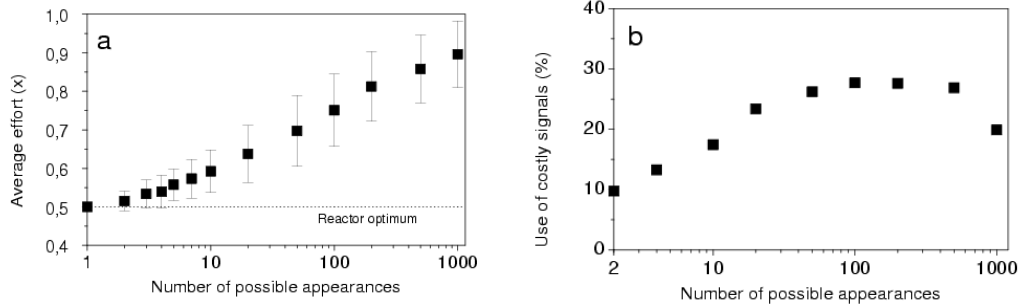 a
Average effort (x)
1,0
0,9
0,8
0,7
0,6
0,5
0,4
Reactor optimum
1
10
100
1000
Number of possible appearances
b
Use of costly signals (%)
40
30
20
10
0
2
10
100
1000
Number of possible appearances